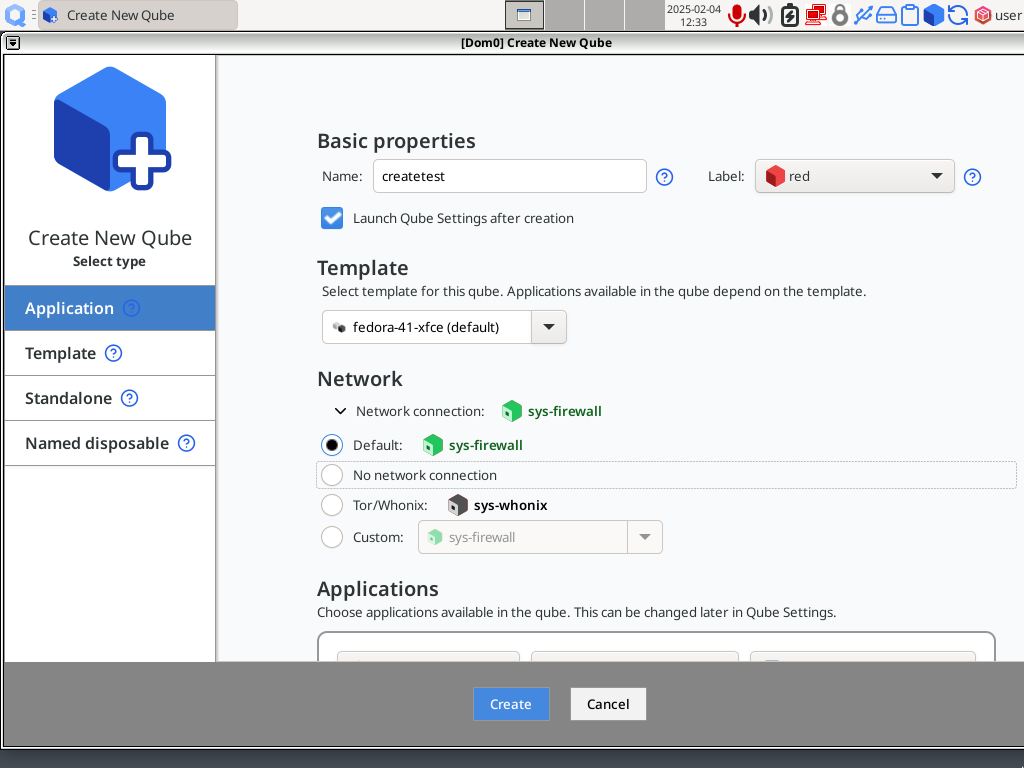 Create New Qube
2025-02-04
12:33
user
[Dom0] Create New Qube
Create New Qube
Select type
Application ?
Template ?
Standalone ?
Named disposable ?
Basic properties
Name: createtest ? Label: red ?
Launch Qube Settings after creation
Template
Select template for this qube. Applications available in the qube depend on the template.
fedora-41-xfce (default)
Network
Network connection: sys-firewall
Default: sys-firewall
No network connection
Tor/Whonix: sys-whonix
Custom: sys-firewall
Applications
Choose applications available in the qube. This can be changed later in Qube Settings.
Create Cancel